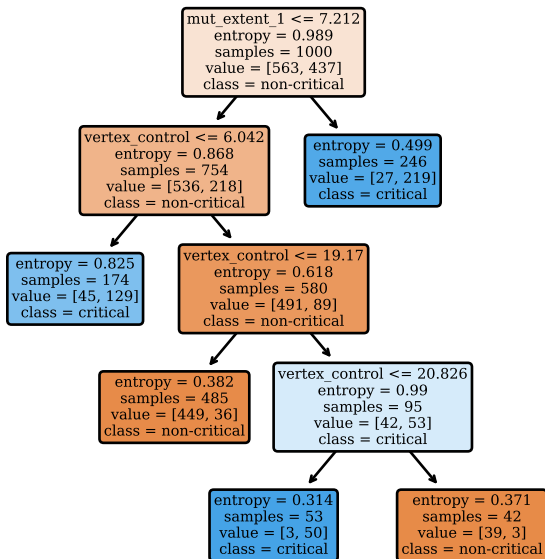 mut_extent_1 <= 7.212
entropy = 0.989
samples = 1000
value = [563, 437]
class = non-critical
vertex_control <= 6.042
entropy = 0.868
samples = 754
value = [536, 218]
class = non-critical
entropy = 0.499
samples = 246
value = [27, 219]
class = critical
entropy = 0.825
samples = 174
value = [45, 129]
class = critical
vertex_control <= 19.17
entropy = 0.618
samples = 580
value = [491, 89]
class = non-critical
entropy = 0.382
samples = 485
value = [449, 36]
class = non-critical
vertex_control <= 20.826
entropy = 0.99
samples = 95
value = [42, 53]
class = critical
entropy = 0.314
samples = 53
value = [3, 50]
class = critical
entropy = 0.371
samples = 42
value = [39, 3]
class = non-critical